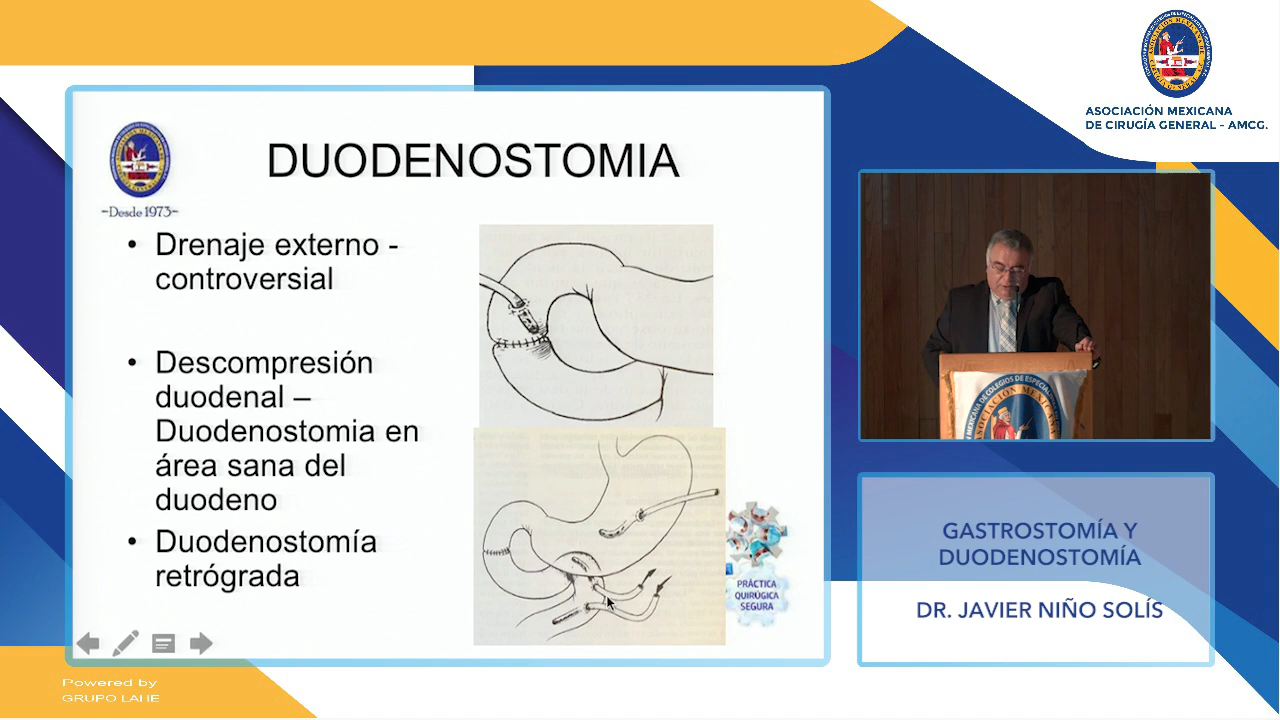 ASOCIACIÓN MEXICANA
DE CIRUGÍA GENERAL - AMCG.
DUODENOSTOMIA
~Desde 1973~
• Drenaje externo -
controversial
• Descompresión
duodenal –
Duodenostomia en
área sana del
duodeno
• Duodenostomía
retrógrada
PRÁCTICA
QUIRÚGICA
SEGURA
GASTROSTOMÍA Y
DUODENOSTOMÍA
DR. JAVIER NIÑO SOLÍS
Powered by
GRUPO LAHE